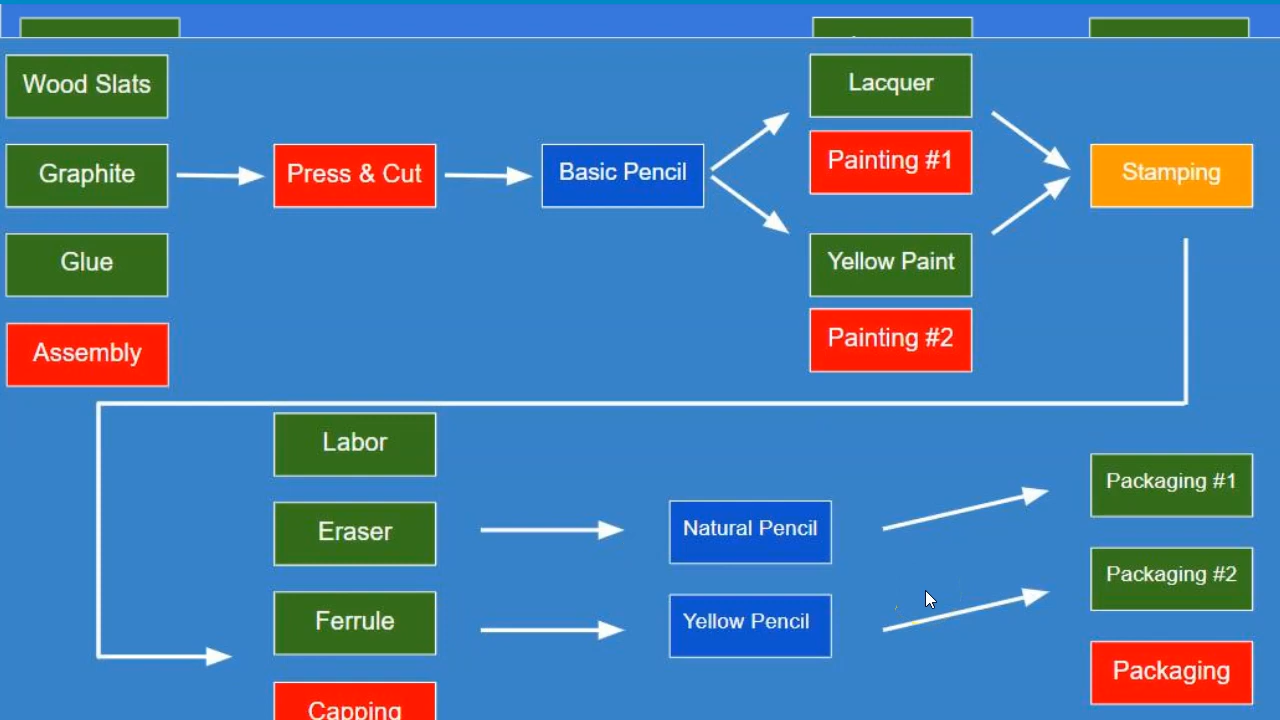 Wood Slats
Graphite
Glue
Assembly
Press & Cut
Basic Pencil
Lacquer
Painting #1
Yellow Paint
Painting #2
Stamping
Labor
Eraser
Ferrule
Capping
Natural Pencil
Yellow Pencil
Packaging #1
Packaging #2
Packaging